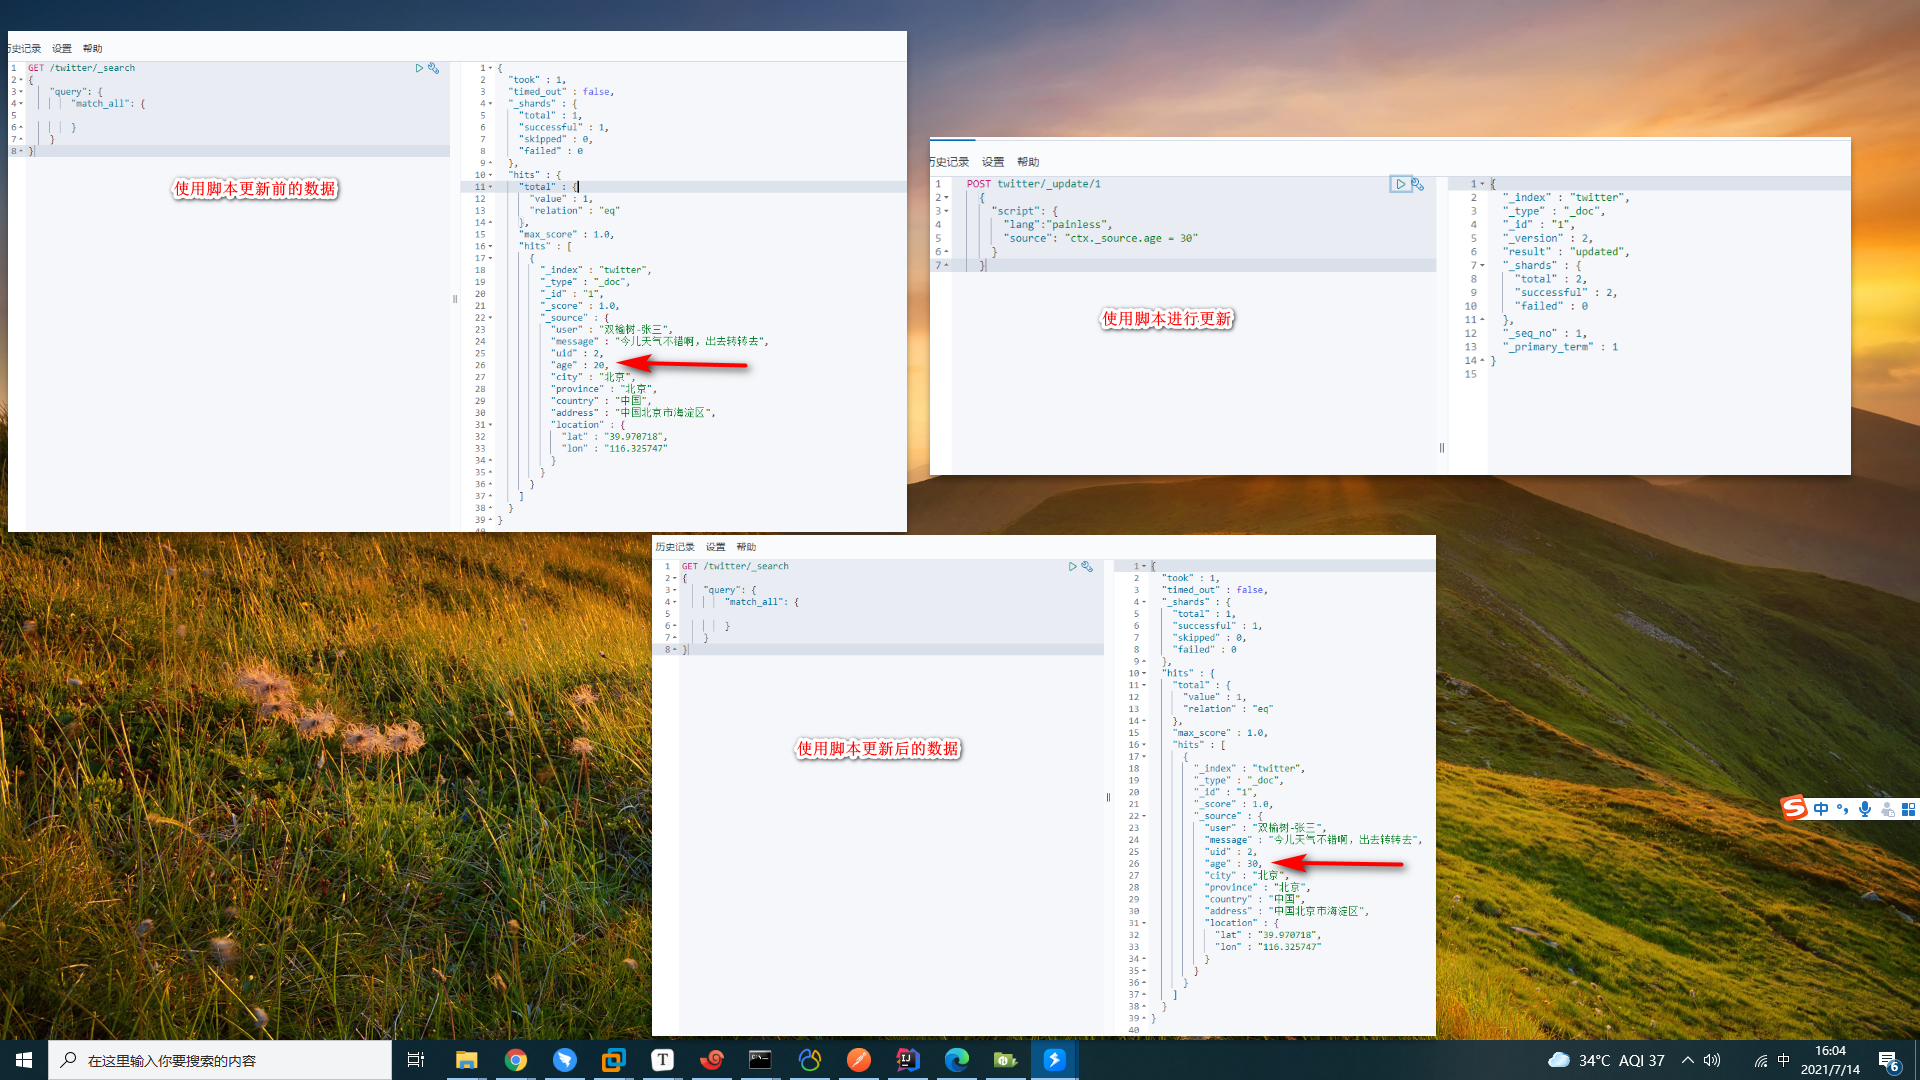 历史记录 设置 帮助
1 GET /twitter/_search
2 {
3 "query": {
4 "match_all": {
5
6 }
7 }
8 }
使用脚本更新前的数据
1 {
2 "took" : 1,
3 "timed_out" : false,
4 "_shards" : {
5 "total" : 1,
6 "successful" : 1,
7 "skipped" : 0,
8 "failed" : 0
9 },
10 "hits" : {
11 "total" : {
12 "value" : 1,
13 "relation" : "eq"
14 },
15 "max_score" : 1.0,
16 "hits" : [
17 {
18 "_index" : "twitter",
19 "_type" : "_doc",
20 "_id" : "1",
21 "_score" : 1.0,
22 "_source" : {
23 "user" : "双榆树-张三",
24 "message" : "今儿天气不错啊，出去转转去",
25 "uid" : 2,
26 "age" : 20,
27 "city" : "北京",
28 "province" : "北京",
29 "country" : "中国",
30 "address" : "中国北京市海淀区",
31 "location" : {
32 "lat" : "39.970718",
33 "lon" : "116.325747"
34 }
35 }
36 }
37 ]
38 }
39 }
40
历史记录 设置 帮助
1 POST twitter/_update/1
2 {
3 "script": {
4 "lang":"painless",
5 "source": "ctx._source.age = 30"
6 }
7 }
使用脚本进行更新
1 {
2 "_index" : "twitter",
3 "_type" : "_doc",
4 "_id" : "1",
5 "_version" : 2,
6 "result" : "updated",
7 "_shards" : {
8 "total" : 2,
9 "successful" : 2,
10 "failed" : 0
11 },
12 "_seq_no" : 1,
13 "_primary_term" : 1
14 }
15
历史记录 设置 帮助
1 GET /twitter/_search
2 {
3 "query": {
4 "match_all": {
5
6 }
7 }
8 }
使用脚本更新后的数据
1 {
2 "took" : 1,
3 "timed_out" : false,
4 "_shards" : {
5 "total" : 1,
6 "successful" : 1,
7 "skipped" : 0,
8 "failed" : 0
9 },
10 "hits" : {
11 "total" : {
12 "value" : 1,
13 "relation" : "eq"
14 },
15 "max_score" : 1.0,
16 "hits" : [
17 {
18 "_index" : "twitter",
19 "_type" : "_doc",
20 "_id" : "1",
21 "_score" : 1.0,
22 "_source" : {
23 "user" : "双榆树-张三",
24 "message" : "今儿天气不错啊，出去转转去",
25 "uid" : 2,
26 "age" : 30,
27 "city" : "北京",
28 "province" : "北京",
29 "country" : "中国",
30 "address" : "中国北京市海淀区",
31 "location" : {
32 "lat" : "39.970718",
33 "lon" : "116.325747"
34 }
35 }
36 }
37 ]
38 }
39 }
40
中
在这里输入你要搜索的内容
T
34°C AQI 37
中
16:04
2021/7/14
6